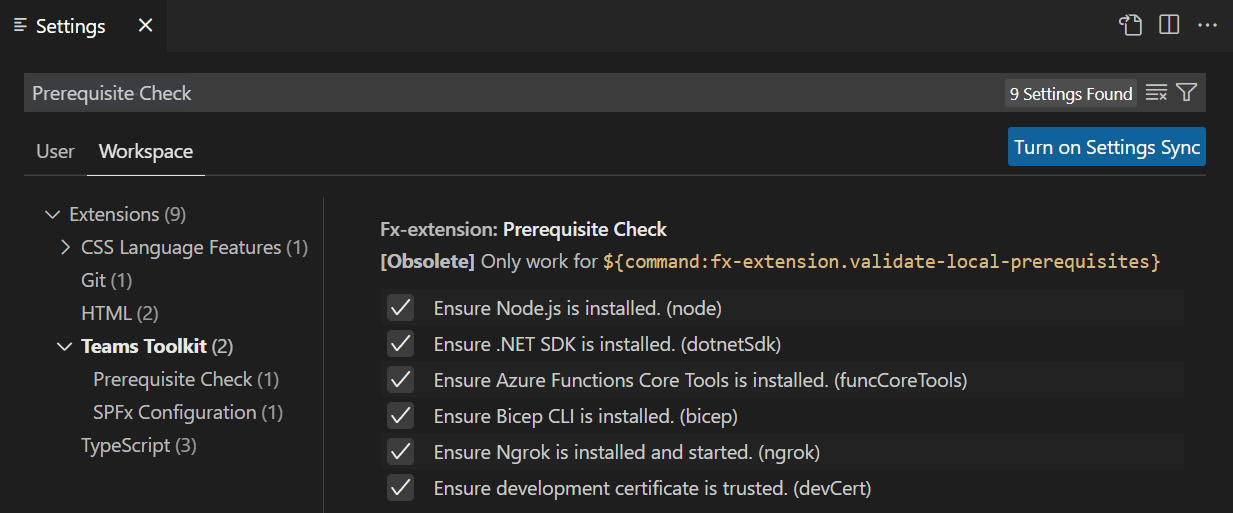 Settings
Prerequisite Check
9 Settings Found
User
Workspace
Turn on Settings Sync
Extensions (9)
CSS Language Features (1)
Git (1)
HTML (2)
Teams Toolkit (2)
Prerequisite Check (1)
SPFx Configuration (1)
TypeScript (3)
Fx-extension: Prerequisite Check
[Obsolete] Only work for ${command:fx-extension.validate-local-prerequisites}
Ensure Node.js is installed. (node)
Ensure .NET SDK is installed. (dotnetSdk)
Ensure Azure Functions Core Tools is installed. (funcCoreTools)
Ensure Bicep CLI is installed. (bicep)
Ensure Ngrok is installed and started. (ngrok)
Ensure development certificate is trusted. (devCert)